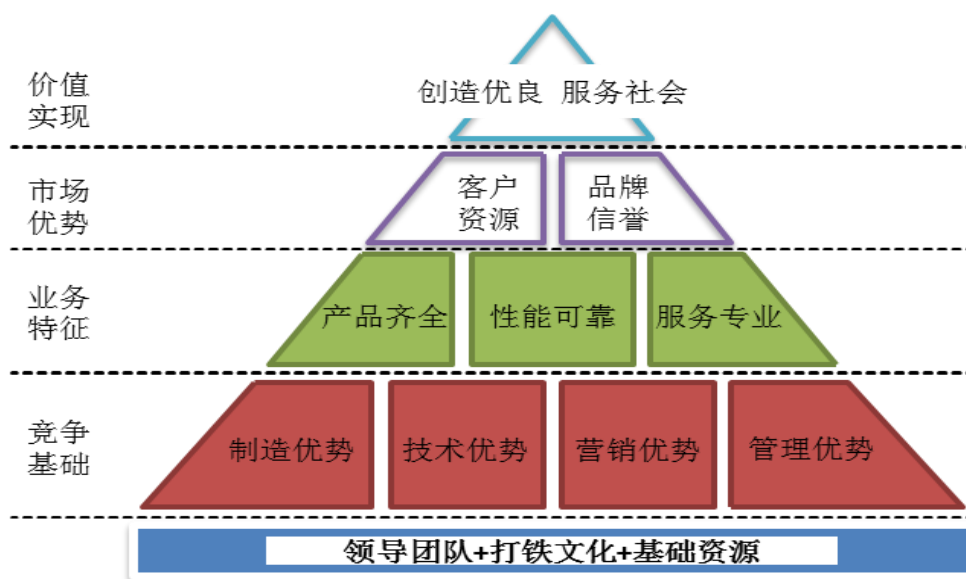 价值
实现
创造优良 服务社会
市场
优势
客户
资源
品牌
信誉
业务
特征
产品齐全
性能可靠
服务专业
竞争
基础
制造优势
技术优势
营销优势
管理优势
领导团队+打铁文化+基础资源